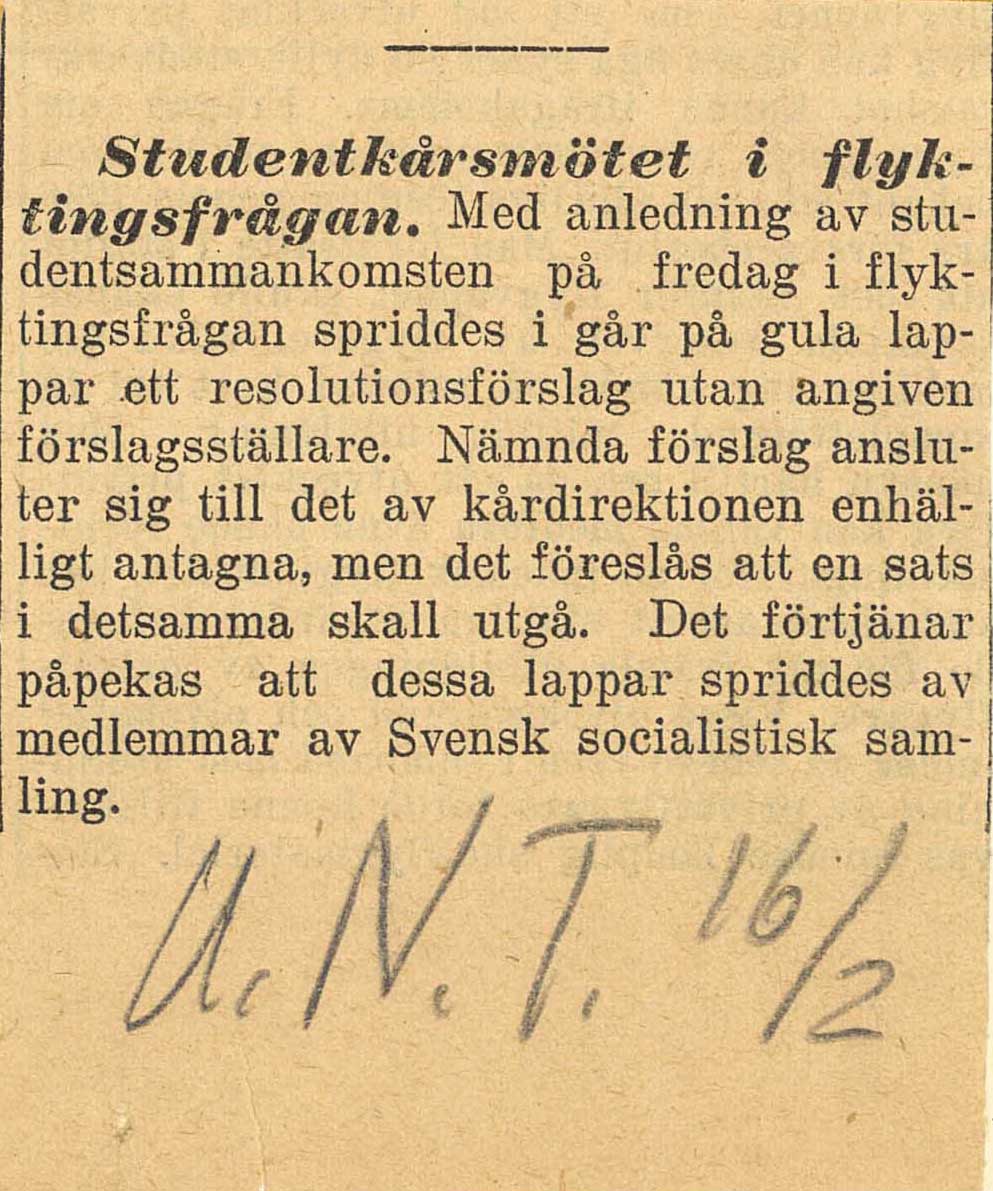 Studentkårsmötet i flyk-
tingsfrågan. Med anledning av stu-
dentsammankomsten på fredag i flyk-
tingsfrågan spriddes i går på gula lap-
par ett resolutionsförslag utan angiven
förslagsställare. Nämnda förslag anslu-
ter sig till det av kårdirektionen enhäl-
ligt antagna, men det föreslås att en sats
i detsamma skall utgå. Det förtjänar
påpekas att dessa lappar spriddes av
medlemmar av Svensk socialistisk sam-
ling.
U.N.T. 16/2